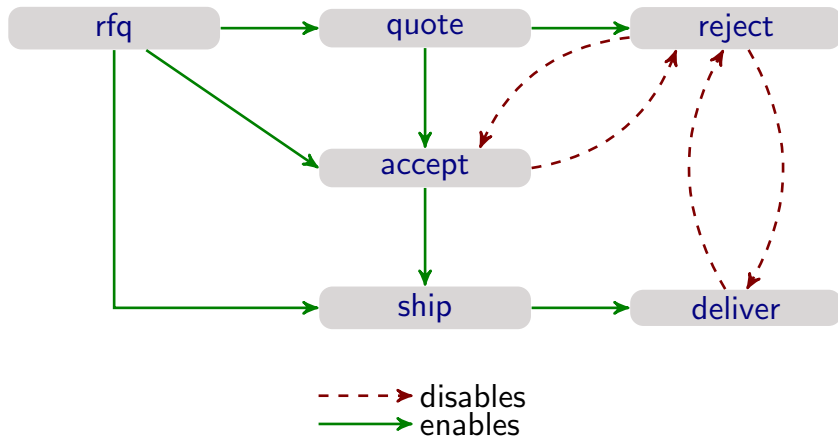 rfq
quote
reject
accept
ship
deliver
disables
enables